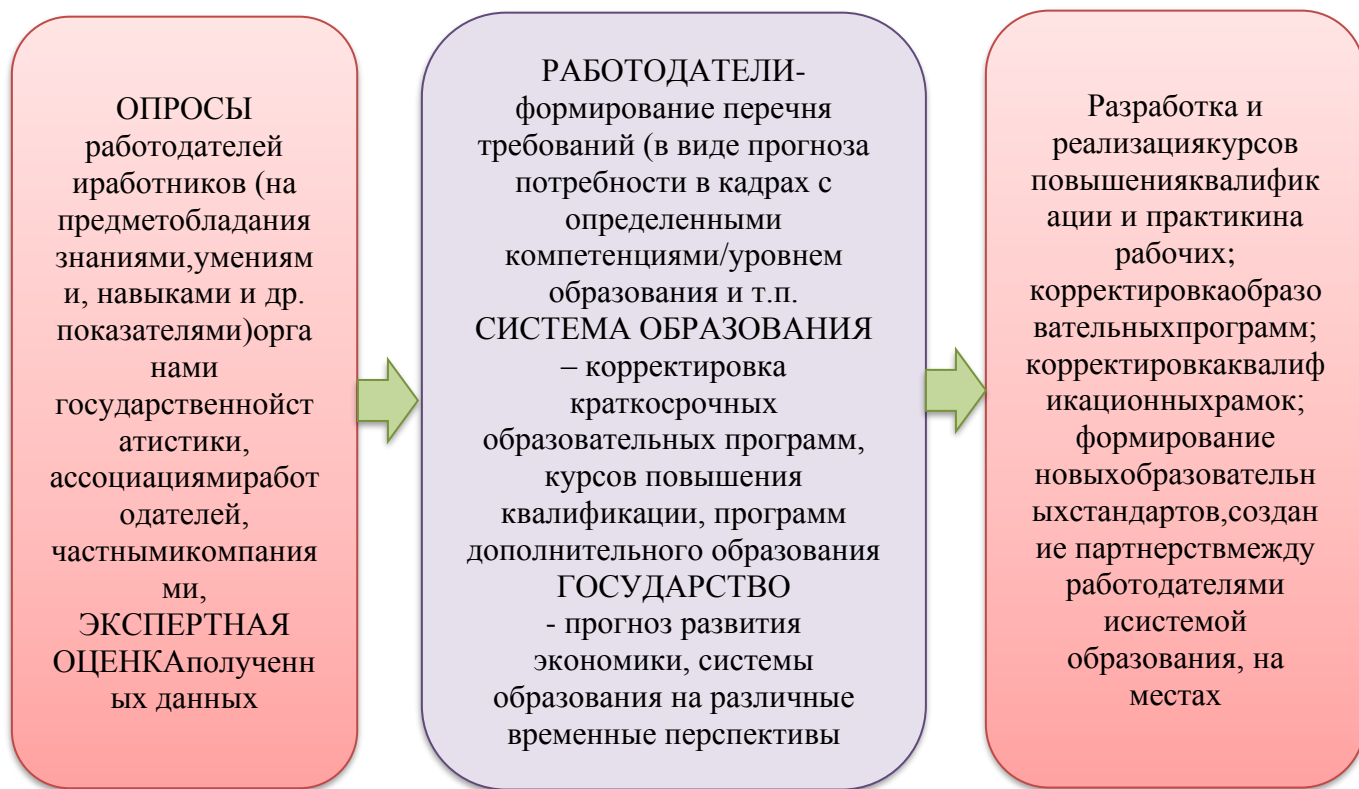 ОПРОСЫ
работодателей
иработников (на
предметобладания
знаниями,умениям
и, навыками и др.
показателями)орга
нами
государственнойст
атистики,
ассоциациямиработ
одателей,
частнымикомпания
ми,
ЭКСПЕРТНАЯ
ОЦЕНКАполученн
ых данных
РАБОТОДАТЕЛИ-
формирование перечня
требований (в виде прогноза
потребности в кадрах с
определенными
компетенциями/уровнем
образования и т.п.
СИСТЕМА ОБРАЗОВАНИЯ
– корректировка
краткосрочных
образовательных программ,
курсов повышения
квалификации, программ
дополнительного образования
ГОСУДАРСТВО
- прогноз развития
экономики, системы
образования на различные
временные перспективы
Разработка и
реализациякурсов
повышенияквалифик
ации и практикина
рабочих;
корректировкаобразо
вательныхпрограмм;
корректировкаквалиф
икационныхрамок;
формирование
новыхобразовательн
ыхстандартов,создан
ие партнерствмежду
работодателями
исистемой
образования, на
местах